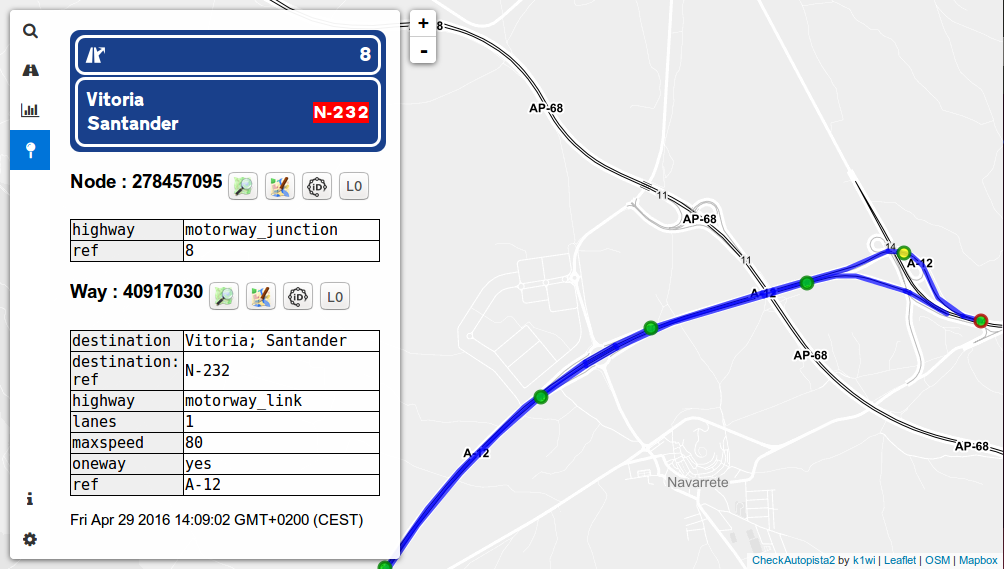 8
Vitoria
Santander
N-232
Node : 278457095
L0
highway motorway_junction
ref 8
Way : 40917030
L0
destination Vitoria; Santander
destination:
ref N-232
highway motorway_link
lanes 1
maxspeed 80
oneway yes
ref A-12
Fri Apr 29 2016 14:09:02 GMT+0200 (CEST)
+
-
8
AP-68
11
AP-68
11
14
A-12
A-12
AP-68
A-12
AP-68
Navarrete
CheckAutopista2 by k1wi | Leaflet | OSM | Mapbox